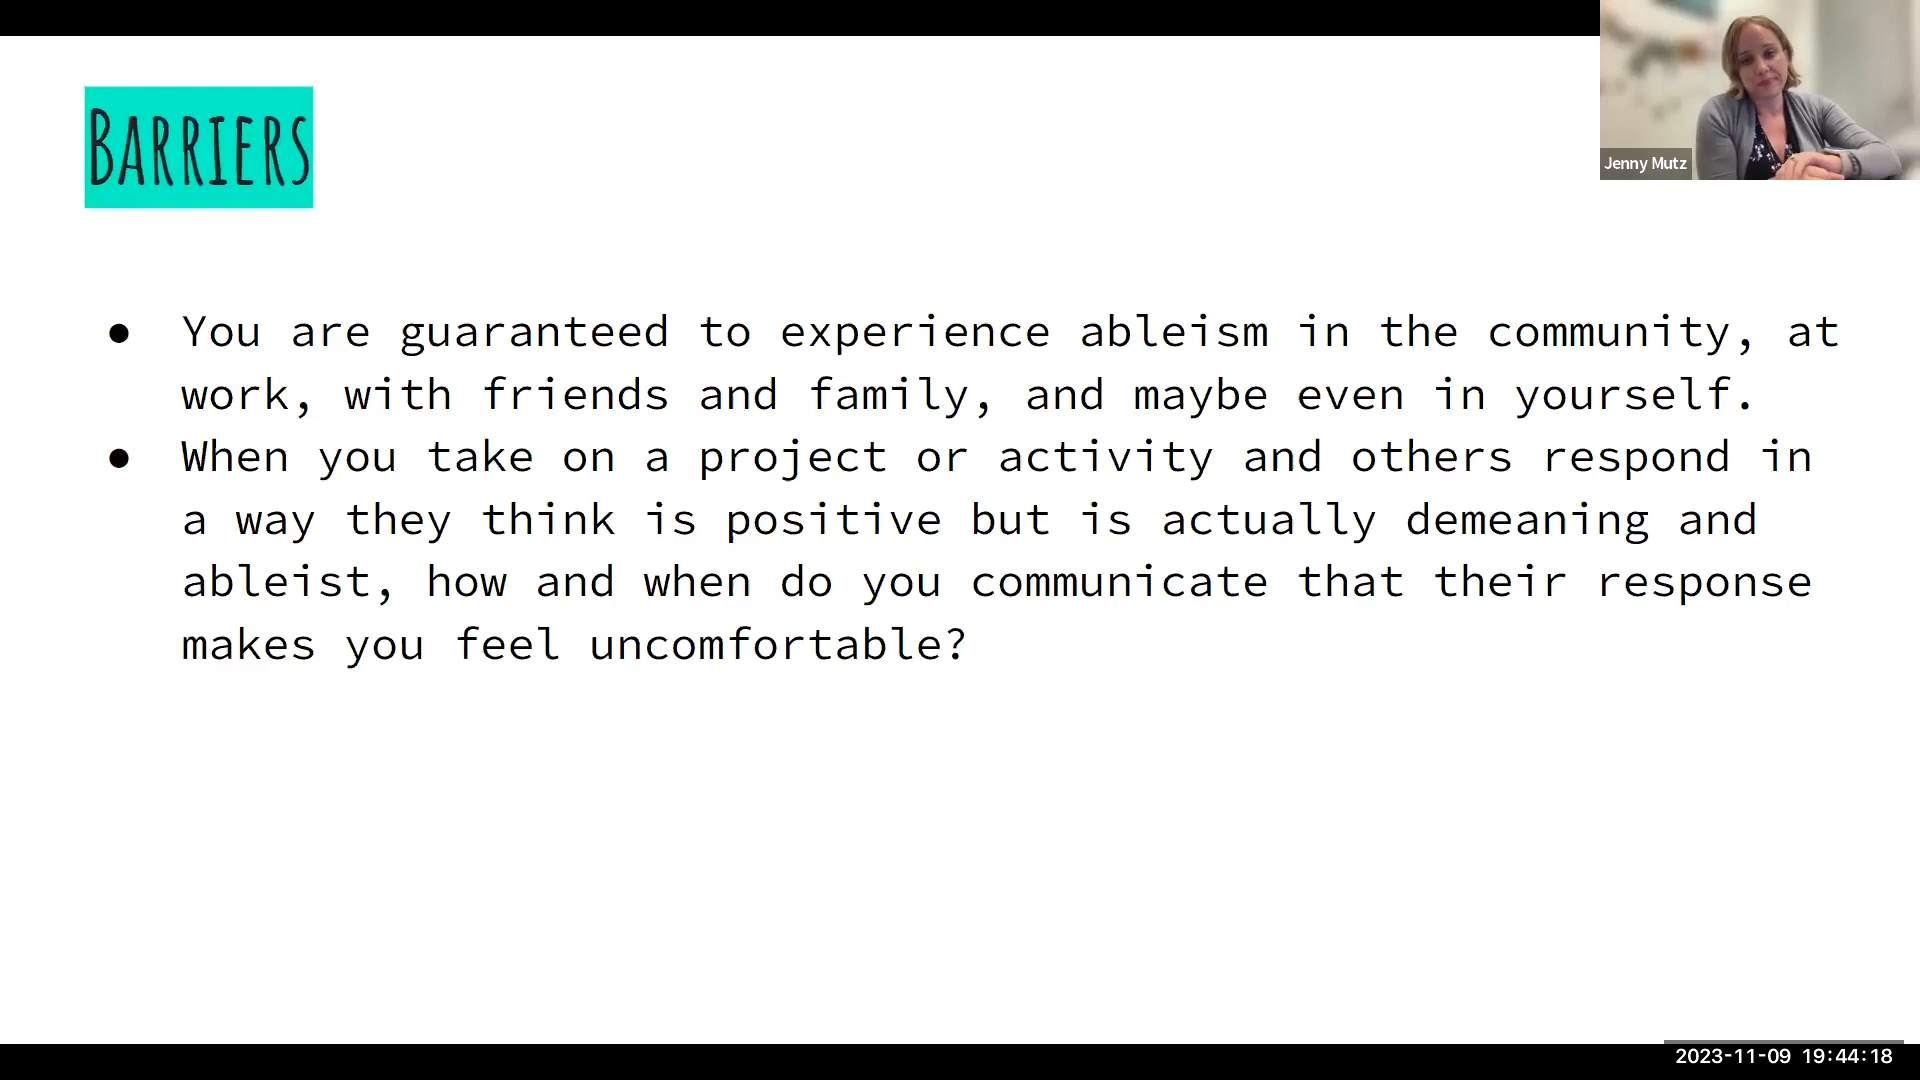 BARRIERS
Jenny Mutz
● You are guaranteed to experience ableism in the community, at
work, with friends and family, and maybe even in yourself.
● When you take on a project or activity and others respond in
a way they think is positive but is actually demeaning and
ableist, how and when do you communicate that their response
makes you feel uncomfortable?
2023-11-09 19:44:18